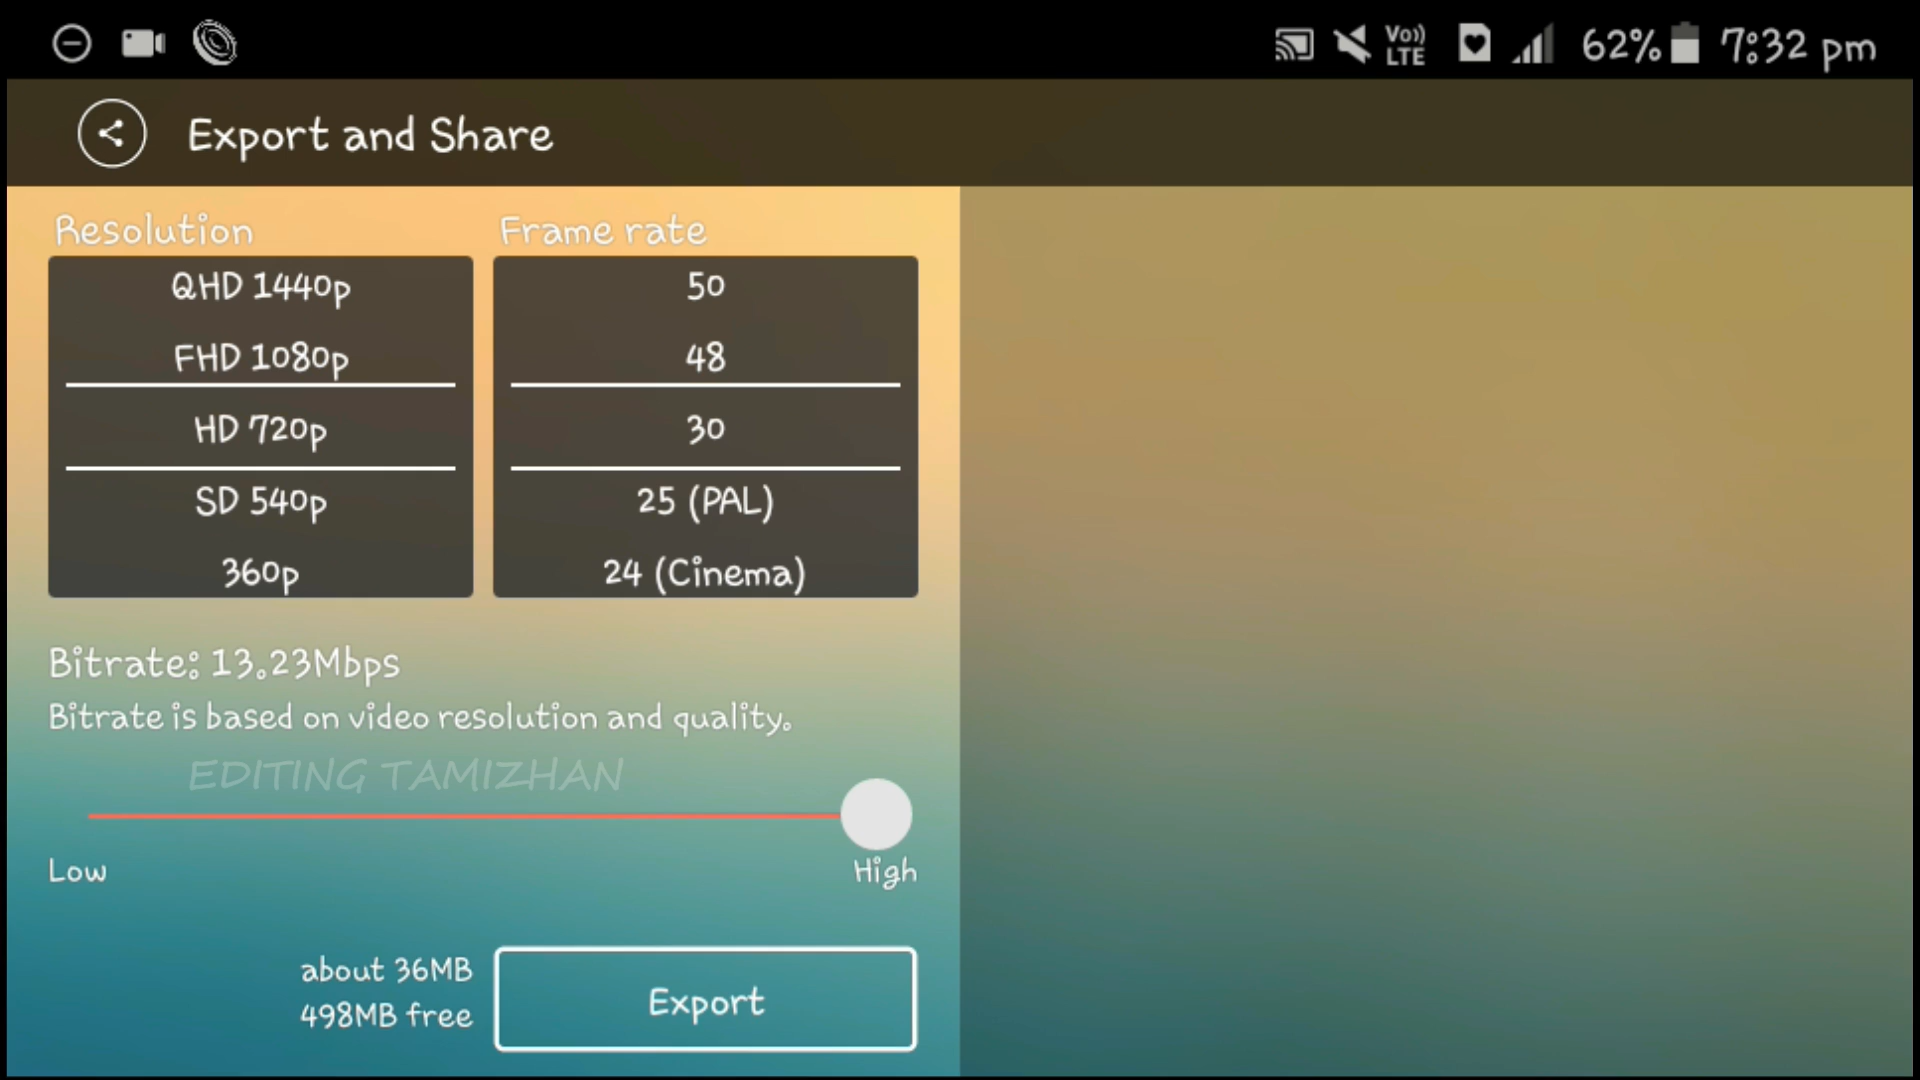 Vo)) LTE 62% 7:32 pm
Export and Share
Resolution
QHD 1440p
FHD 1080p
HD 720p
SD 540p
360p
Frame rate
50
48
30
25 (PAL)
24 (Cinema)
Bitrate: 13.23Mbps
Bitrate is based on video resolution and quality.
EDITING TAMIZHAN
Low
High
about 36MB
498MB free
Export